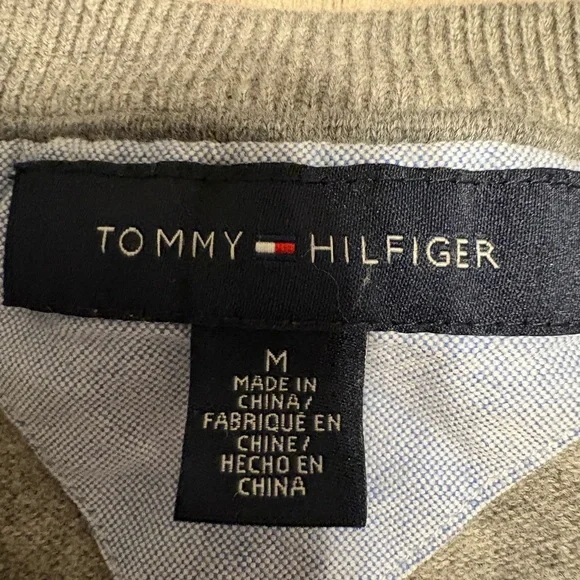 TOMMY HILFIGER
M
MADE IN
CHINA/
FABRIQUÉ EN
CHINE/
HECHO EN
CHINA